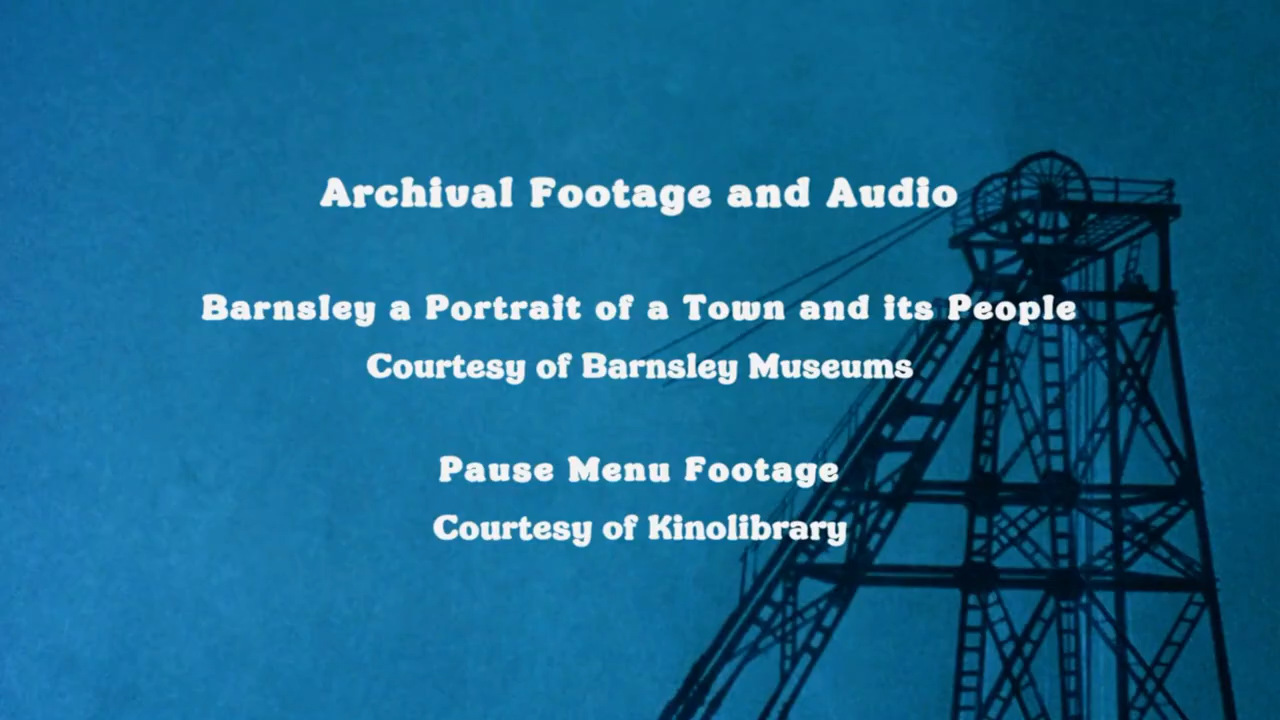 Archival Footage and Audio
Barnsley a Portrait of a Town and its People
Courtesy of Barnsley Museums
Pause Menu Footage
Courtesy of Kinolibrary